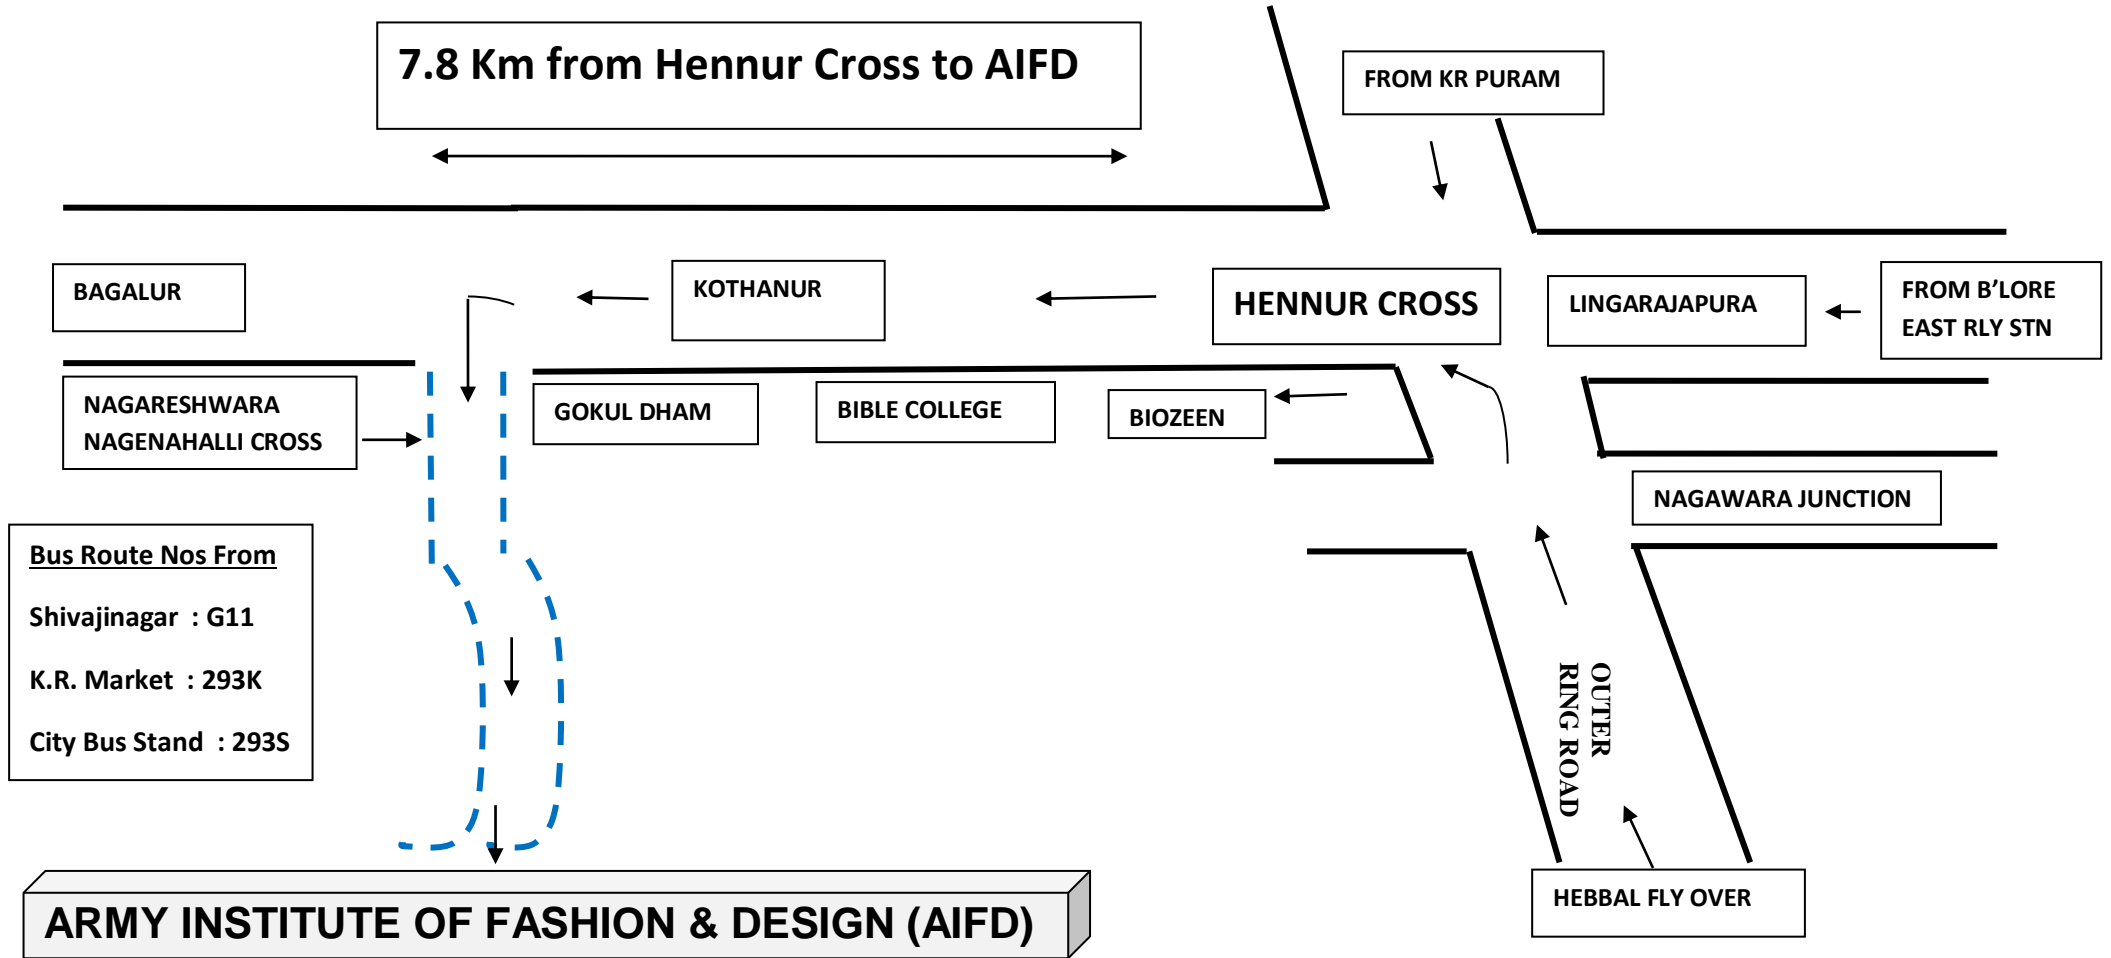 7.8 Km from Hennur Cross to AIFD
FROM KR PURAM
BAGALUR
KOTHANUR
HENNUR CROSS
LINGARAJAPURA
FROM B’LORE
EAST RLY STN
NAGARESHWARA
NAGENAHALLI CROSS
GOKUL DHAM
BIBLE COLLEGE
BIOZEEN
NAGAWARA JUNCTION
Bus Route Nos From
Shivajinagar : G11
K.R. Market : 293K
City Bus Stand : 293S
OUTER
RING ROAD
HEBBAL FLY OVER
ARMY INSTITUTE OF FASHION & DESIGN (AIFD)